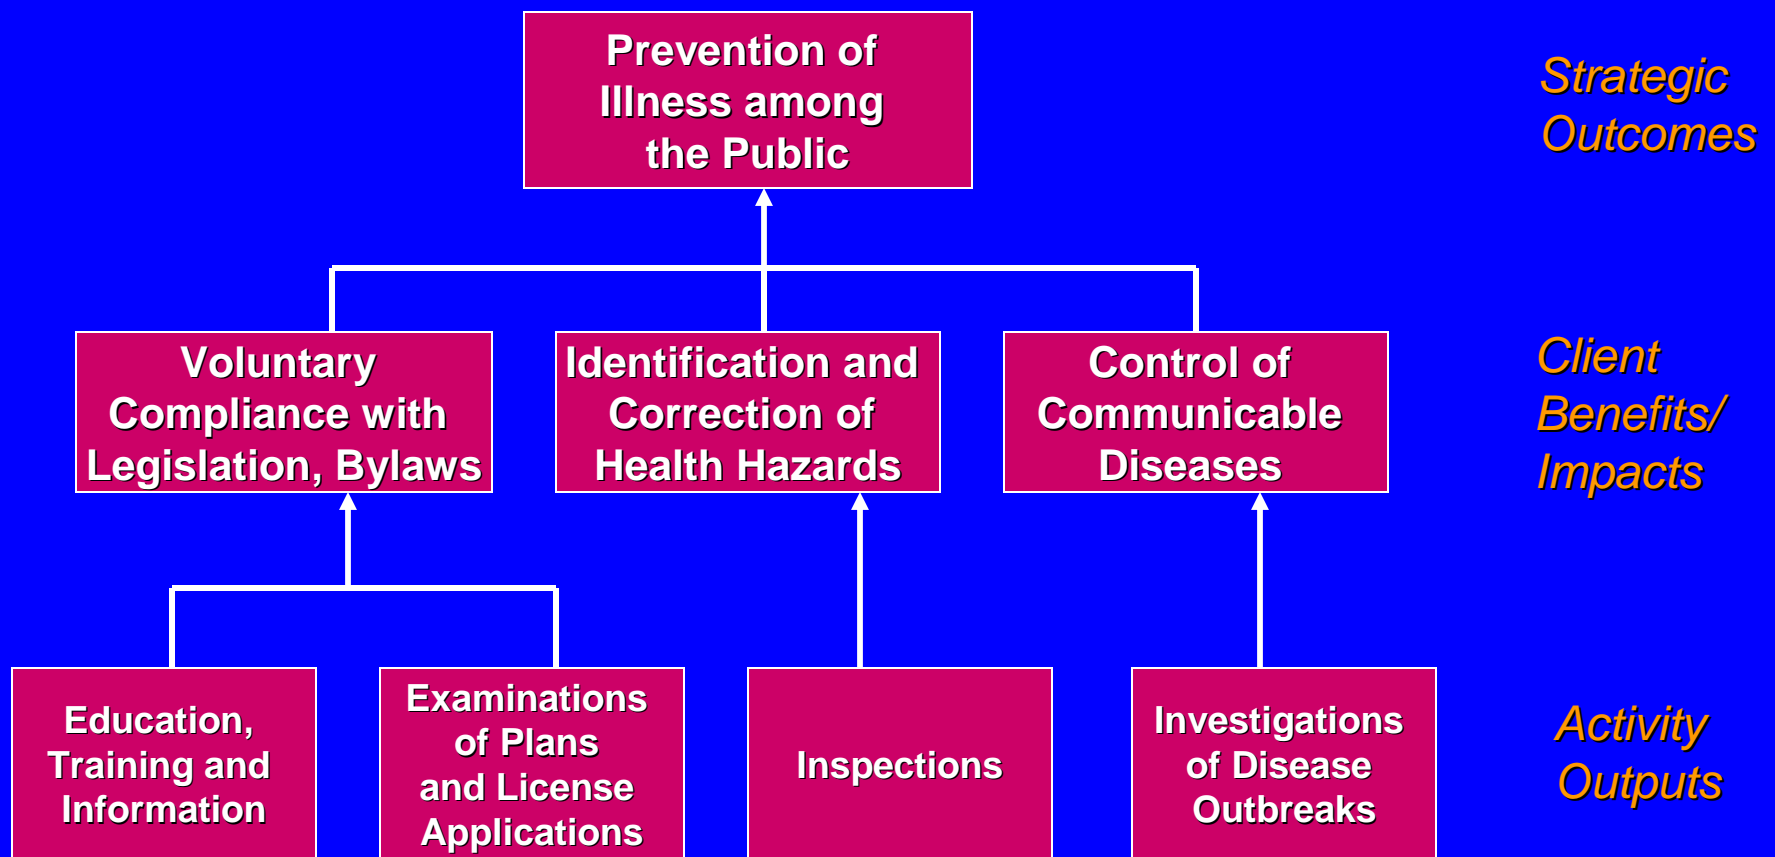 Prevention of
Illness among
the Public
Strategic
Outcomes
Voluntary
Compliance with
Legislation, Bylaws
Identification and
Correction of
Health Hazards
Control of
Communicable
Diseases
Client
Benefits/
Impacts
Education,
Training and
Information
Examinations
of Plans
and License
Applications
Inspections
Investigations
of Disease
Outbreaks
Activity
Outputs